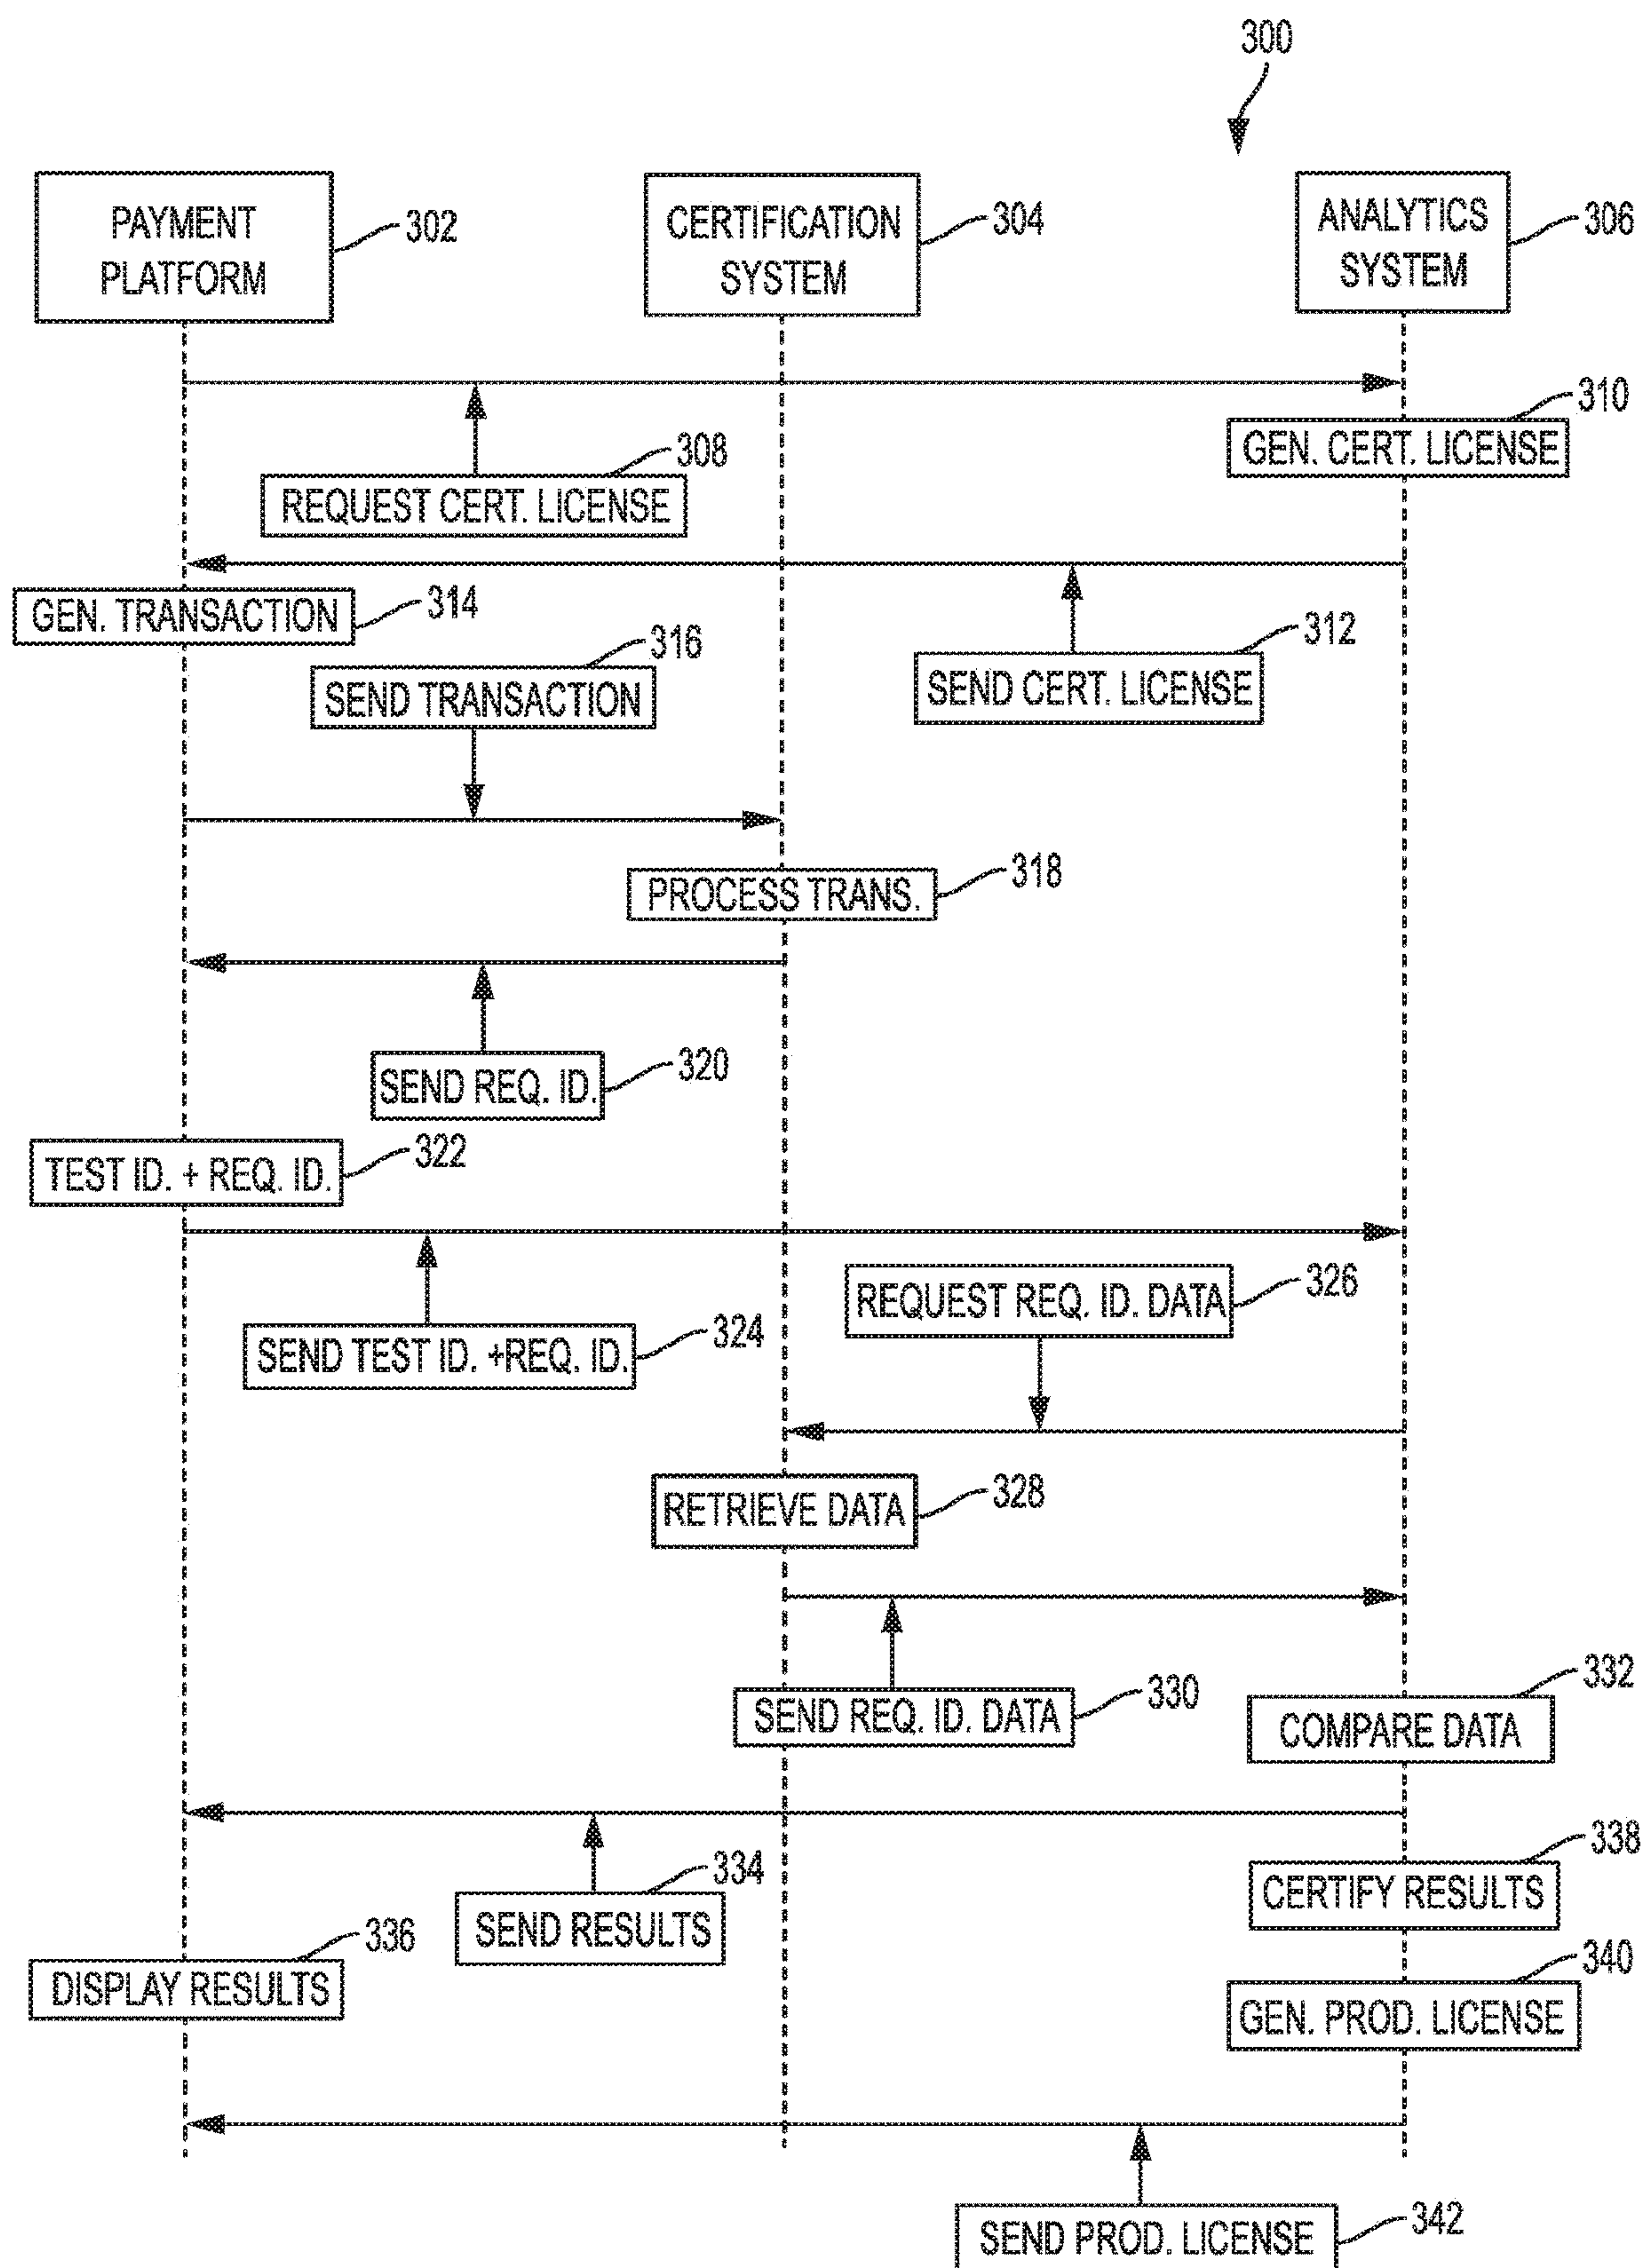 300
PAYMENT
PLATFORM
302
CERTIFICATION
SYSTEM
304
ANALYTICS
SYSTEM
306
310
GEN. CERT. LICENSE
308
REQUEST CERT. LICENSE
GEN. TRANSACTION
314
312
SEND CERT. LICENSE
316
SEND TRANSACTION
PROCESS TRANS.
318
SEND REQ. ID.
320
TEST ID. + REQ. ID.
322
REQUEST REQ. ID. DATA
326
SEND TEST ID. +REQ. ID.
324
RETRIEVE DATA
328
SEND REQ. ID. DATA
330
332
COMPARE DATA
334
SEND RESULTS
338
CERTIFY RESULTS
336
DISPLAY RESULTS
340
GEN. PROD. LICENSE
SEND PROD. LICENSE
342